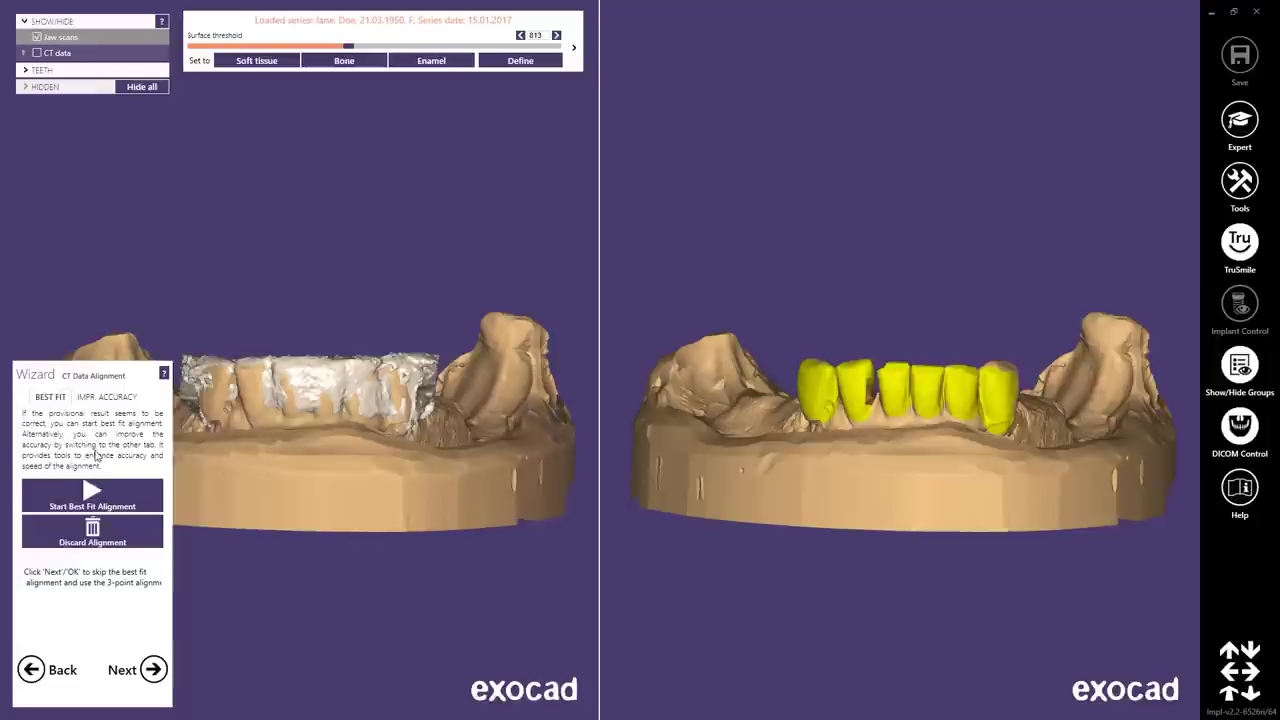 SHOW/HIDE
?
Jaw scans
? CT data
TEETH
HIDDEN
Hide all
Loaded series: Jane, Doe, 21.03.1950, F, Series date: 15.01.2017
Surface threshold
813
Set to
Soft tissue
Bone
Enamel
Define
Save
Expert
Tools
Tru
TruSmile
Implant Control
Show/Hide Groups
DICOM Control
Help
Wizard CT Data Alignment
?
BEST FIT IMPR. ACCURACY
If the provisional result seems to be
correct, you can start best fit alignment.
Alternatively, you can improve the
accuracy by switching to the other tab. It
provides tools to enhance accuracy and
speed of the alignment.
Start Best Fit Alignment
Discard Alignment
Click 'Next'/'OK' to skip the best fit
alignment and use the 3-point alignme
Back
Next
exocad
exocad
Impl-v2.2-6526ri/64